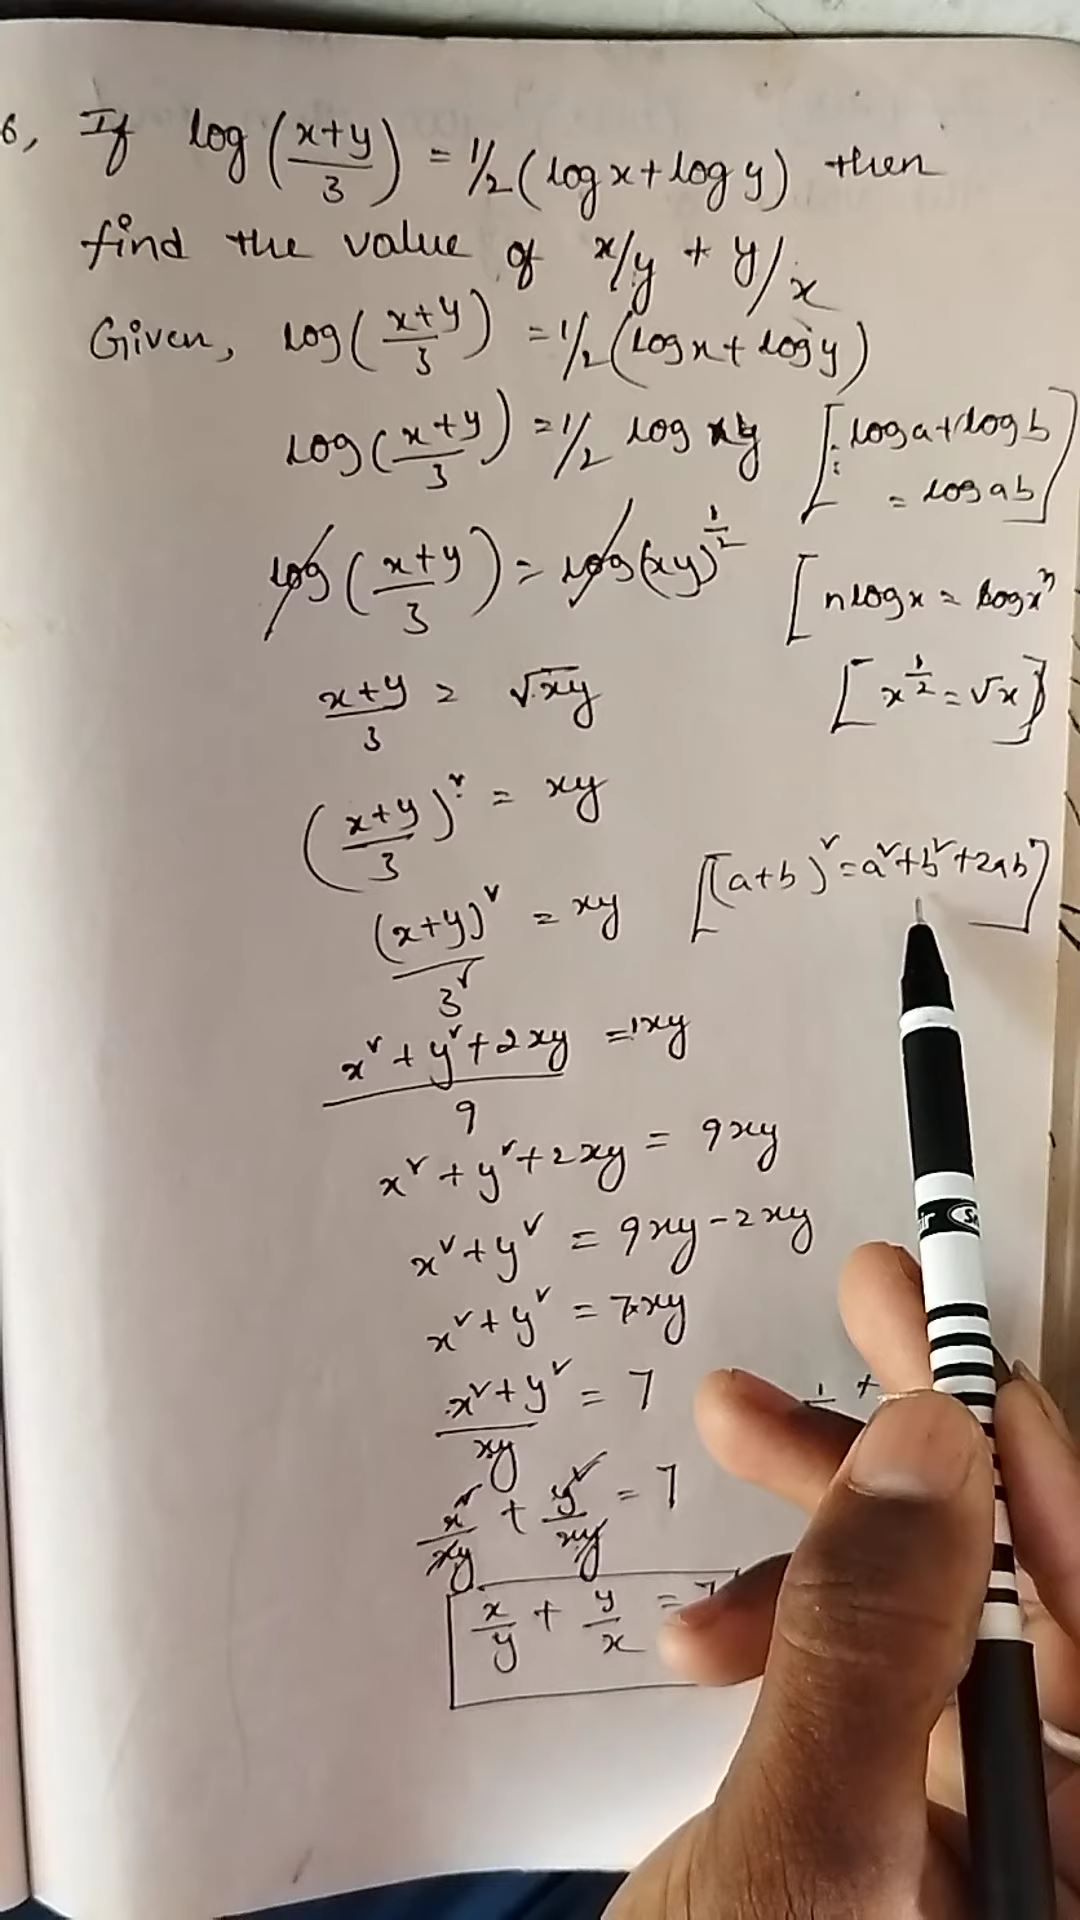 6, If log(x+y/3) = 1/2(log x + log y) then
find the value of x/y + y/x
Given, log(x+y/3) = 1/2(log x + log y)
log(x+y/3) = 1/2 log xy [∵ log a + log b
= log ab]
log(x+y/3) = log(xy)^1/2 [n log x = log x^n
x+y/3 = √xy [x^1/2 = √x]
(x+y/3)² = xy
(x+y)²/3² = xy [(a+b)² = a²+b²+2ab]
x²+y²+2xy/9 = 1xy
x²+y²+2xy = 9xy
x²+y² = 9xy-2xy
x²+y² = 7xy
x²+y²/xy = 7
x²/xy + y²/xy = 7
x/y + y/x = 7